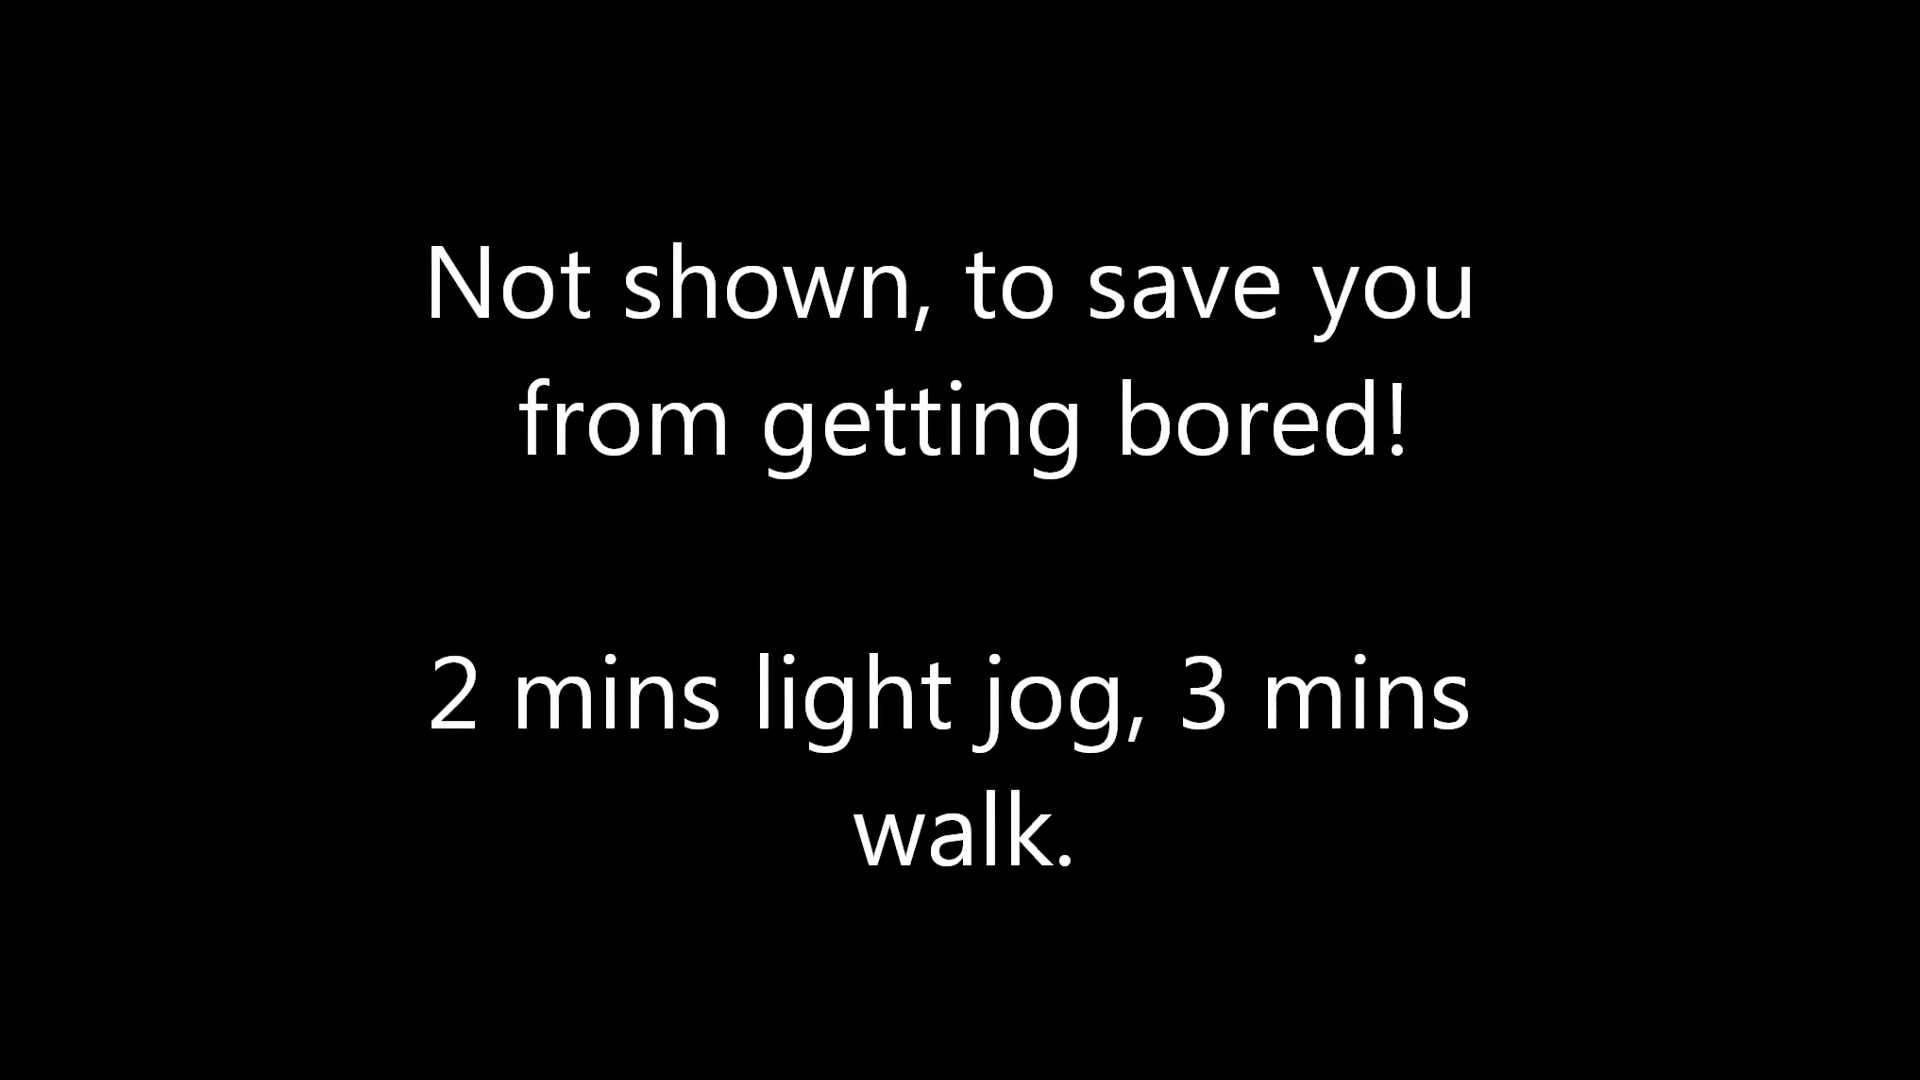 Not shown, to save you
from getting bored!
2 mins light jog, 3 mins
walk.